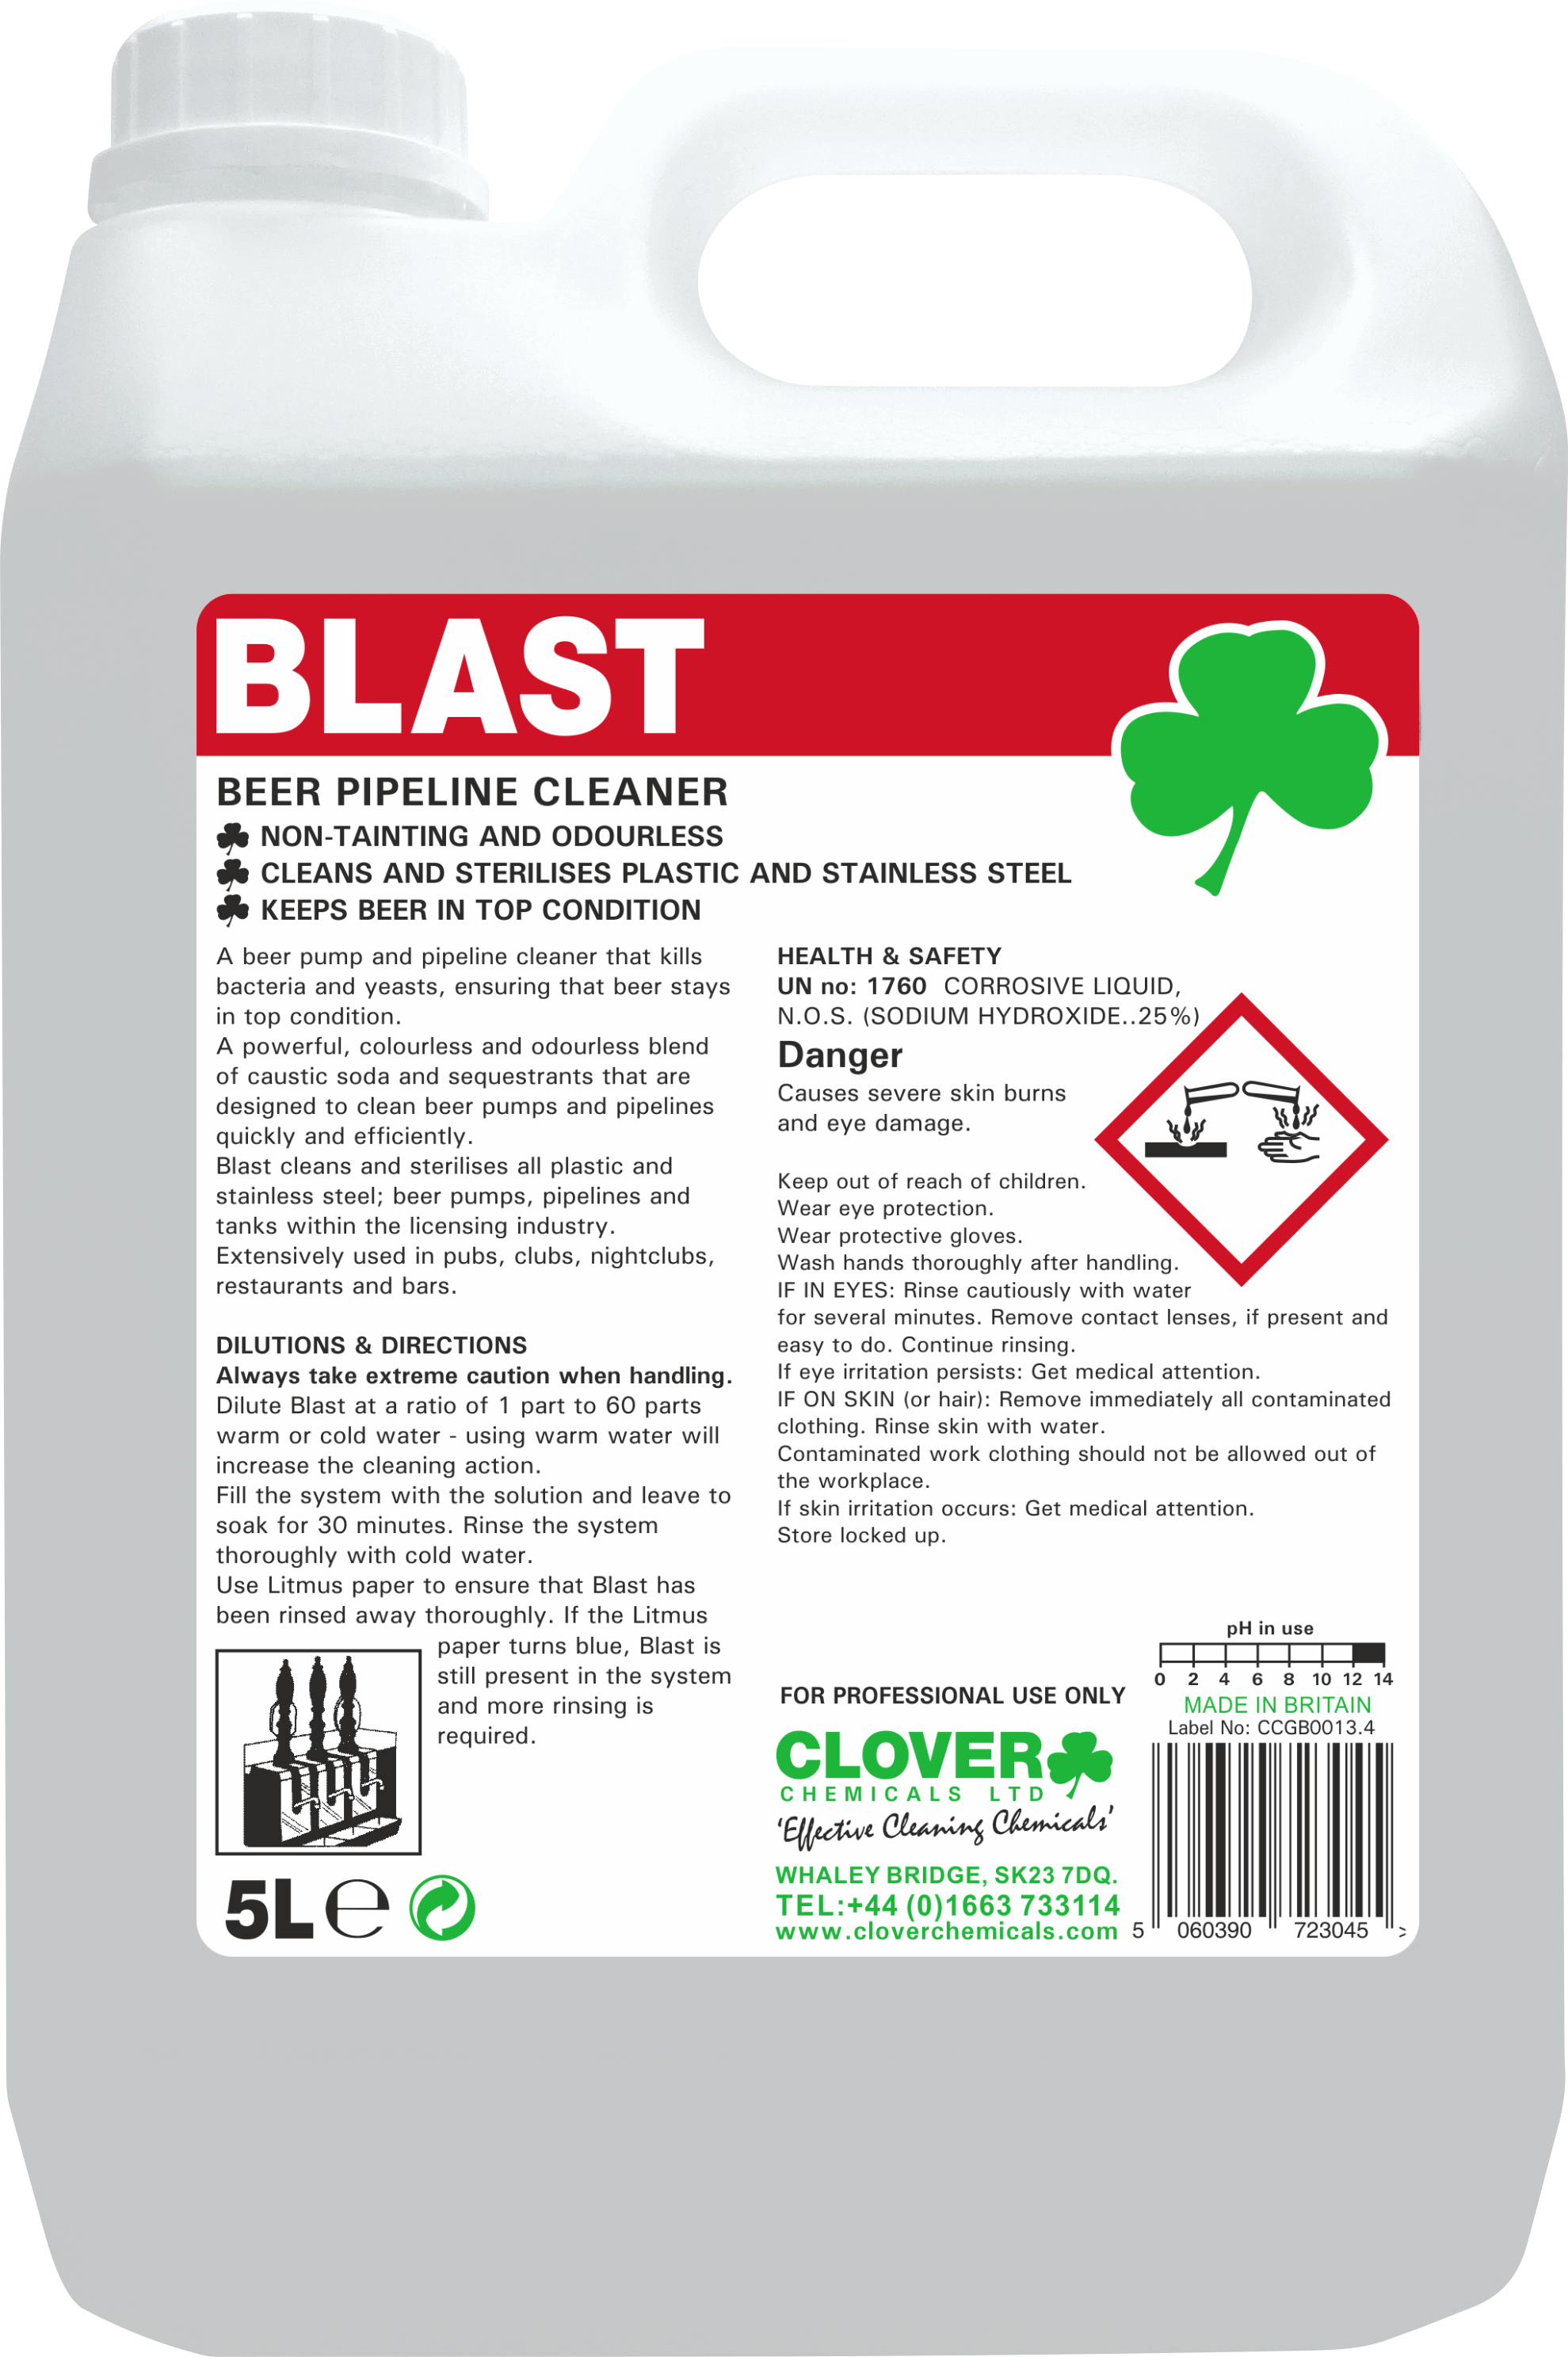 BLAST
BEER PIPELINE CLEANER
NON-TAINTING AND ODOURLESS
CLEANS AND STERILISES PLASTIC AND STAINLESS STEEL
KEEPS BEER IN TOP CONDITION
A beer pump and pipeline cleaner that kills
bacteria and yeasts, ensuring that beer stays
in top condition.
A powerful, colourless and odourless blend
of caustic soda and sequestrants that are
designed to clean beer pumps and pipelines
quickly and efficiently.
Blast cleans and sterilises all plastic and
stainless steel; beer pumps, pipelines and
tanks within the licensing industry.
Extensively used in pubs, clubs, nightclubs,
restaurants and bars.
DILUTIONS & DIRECTIONS
Always take extreme caution when handling.
Dilute Blast at a ratio of 1 part to 60 parts
warm or cold water - using warm water will
increase the cleaning action.
Fill the system with the solution and leave to
soak for 30 minutes. Rinse the system
thoroughly with cold water.
Use Litmus paper to ensure that Blast has
been rinsed away thoroughly. If the Litmus
paper turns blue, Blast is
still present in the system
and more rinsing is
required.
5L e
HEALTH & SAFETY
UN no: 1760 CORROSIVE LIQUID,
N.O.S. (SODIUM HYDROXIDE..25%)
Danger
Causes severe skin burns
and eye damage.
Keep out of reach of children.
Wear eye protection.
Wear protective gloves.
Wash hands thoroughly after handling.
IF IN EYES: Rinse cautiously with water
for several minutes. Remove contact lenses, if present and
easy to do. Continue rinsing.
If eye irritation persists: Get medical attention.
IF ON SKIN (or hair): Remove immediately all contaminated
clothing. Rinse skin with water.
Contaminated work clothing should not be allowed out of
the workplace.
If skin irritation occurs: Get medical attention.
Store locked up.
FOR PROFESSIONAL USE ONLY
CLOVER
CHEMICALS LTD
'Effective Cleaning Chemicals'
WHALEY BRIDGE, SK23 7DQ.
TEL:+44 (0)1663 733114
www.cloverchemicals.com
pH in use
0 2 4 6 8 10 12 14
MADE IN BRITAIN
Label No: CCGB0013.4
5 060390 723045 >